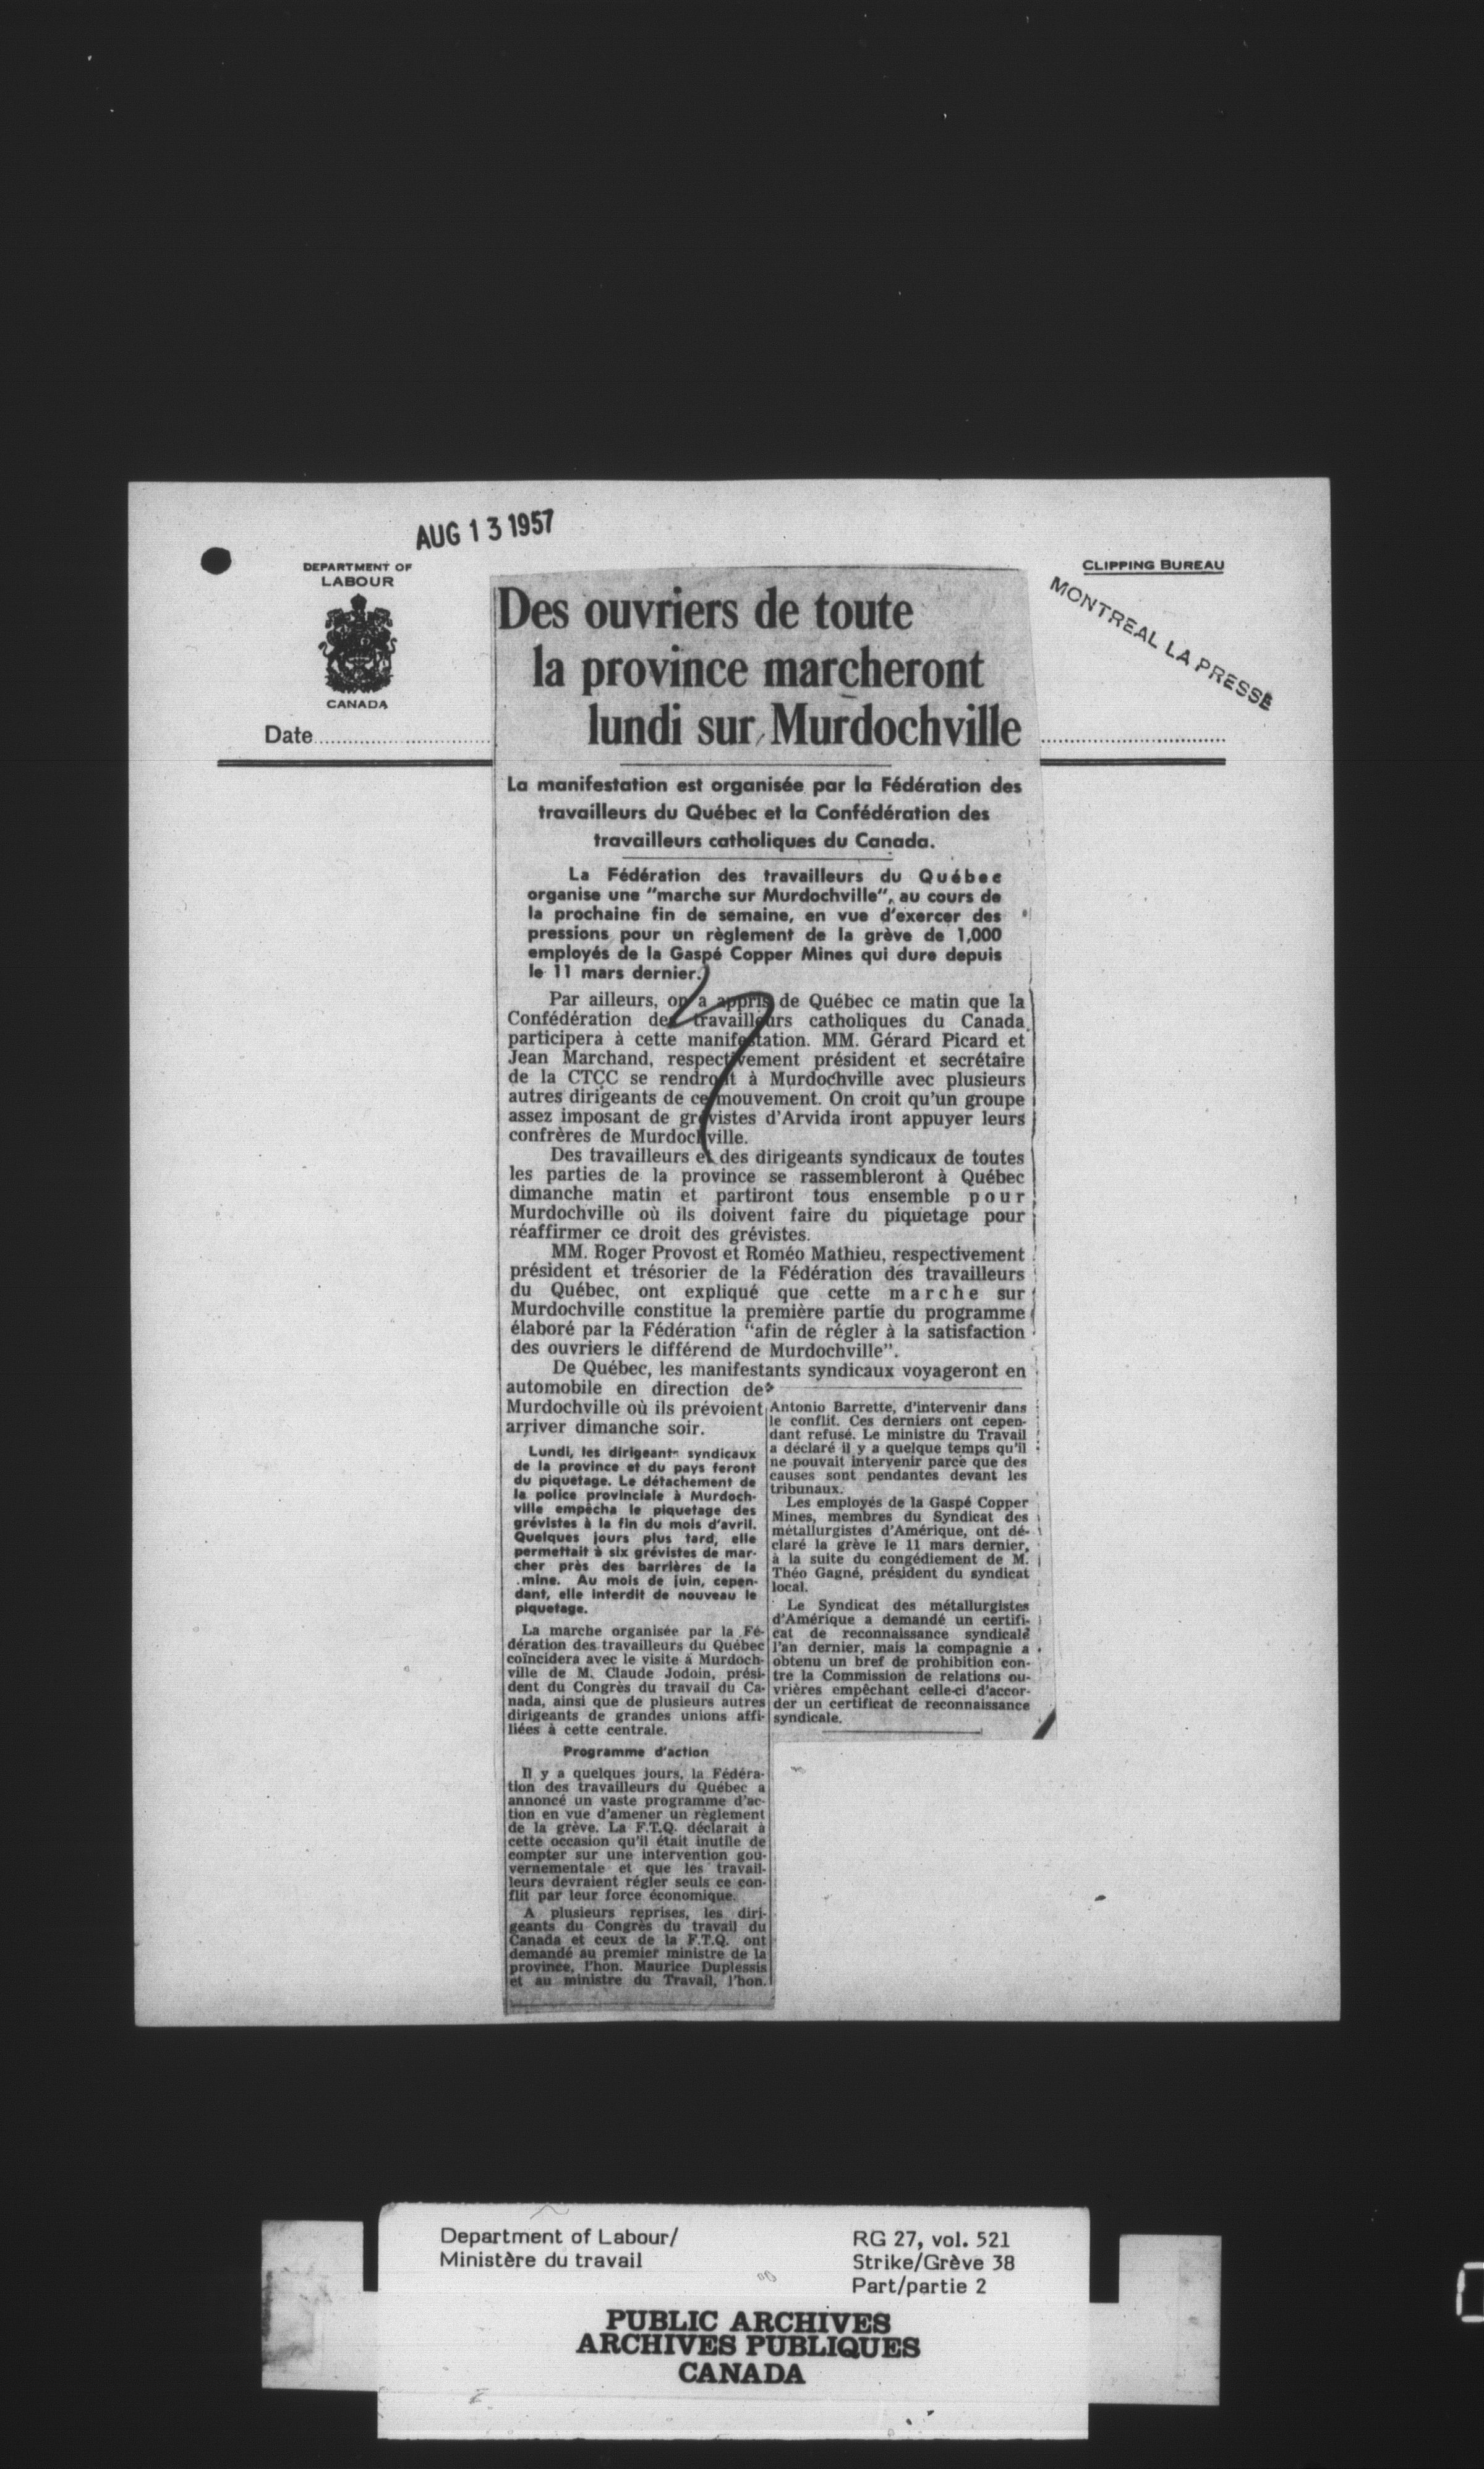 AUG 13 1957
DEPARTMENT OF
LABOUR
CANADA
Date
CLIPPING BUREAU
MONTREAL LA PRESSE
Des ouvriers de toute
la province marcheront
lundi sur Murdochville
La manifestation est organisée par la Fédération des
travailleurs du Québec et la Confédération des
travailleurs catholiques du Canada.
La Fédération des travailleurs du Québec
organise une "marche sur Murdochville", au cours de
la prochaine fin de semaine, en vue d'exercer des
pressions pour un règlement de la grève de 1,000
employés de la Gaspé Copper Mines qui dure depuis
le 11 mars dernier.
Par ailleurs, on a appris de Québec ce matin que la
Confédération des travailleurs catholiques du Canada
participera à cette manifestation. MM. Gérard Picard et
Jean Marchand, respectivement président et secrétaire
de la CTCC se rendront à Murdochville avec plusieurs
autres dirigeants de ce mouvement. On croit qu'un groupe
assez imposant de grévistes d'Arvida iront appuyer leurs
confrères de Murdochville.
Des travailleurs et des dirigeants syndicaux de toutes
les parties de la province se rassembleront à Québec
dimanche matin et partiront tous ensemble pour
Murdochville où ils doivent faire du piquetage pour
réaffirmer ce droit des grévistes.
MM. Roger Provost et Roméo Mathieu, respectivement
président et trésorier de la Fédération des travailleurs
du Québec, ont expliqué que cette marche sur
Murdochville constitue la première partie du programme
élaboré par la Fédération "afin de régler à la satisfaction
des ouvriers le différend de Murdochville".
De Québec, les manifestants syndicaux voyageront en
automobile en direction de
Murdochville où ils prévoient
arriver dimanche soir.
Lundi, les dirigeants syndicaux
de la province et du pays feront
du piquetage. Le détachement de
la police provinciale à Murdoch-
ville empêcha le piquetage des
grévistes à la fin du mois d'avril.
Quelques jours plus tard, elle
permettait à six grévistes de mar-
cher près des barrières de la
mine. Au mois de juin, cepen-
dant, elle interdit de nouveau le
piquetage.
La marche organisée par la Fé-
dération des travailleurs du Québec
coïncidera avec le visite à Murdoch-
ville de M. Claude Jodoin, prési-
dent du Congrès du travail du Ca-
nada, ainsi que de plusieurs autres
dirigeants de grandes unions affi-
liées à cette centrale.
Programme d'action
Il y a quelques jours, la Fédéra-
tion des travailleurs du Québec a
annoncé un vaste programme d'ac-
tion en vue d'amener un règlement
de la grève. La F.T.Q. déclarait à
cette occasion qu'il était inutile de
compter sur une intervention gou-
vernementale et que les travail-
leurs devraient régler seuls ce con-
flit par leur force économique.
A plusieurs reprises, les diri-
geants du Congrès du travail du
Canada et ceux de la F.T.Q. ont
demandé au premier ministre de la
province, l'hon. Maurice Duplessis
et au ministre du Travail, l'hon.
Antonio Barrette, d'intervenir dans
le conflit. Ces derniers ont cepen-
dant refusé. Le ministre du Travail
a déclaré il y a quelque temps qu'il
ne pouvait intervenir parce que des
causes sont pendantes devant les
tribunaux.
Les employés de la Gaspé Copper
Mines, membres du Syndicat des
métallurgistes d'Amérique, ont dé-
claré la grève le 11 mars dernier,
à la suite du congédiement de M.
Théo Gagné, président du syndicat
local.
Le Syndicat des métallurgistes
d'Amérique a demandé un certifi-
cat de reconnaissance syndicale
l'an dernier, mais la compagnie a
obtenu un bref de prohibition con-
tre la Commission de relations ou-
vrières empêchant celle-ci d'accor-
der un certificat de reconnaissance
syndicale.
Department of Labour/
Ministère du travail
RG 27, vol. 521
Strike/Grève 38
Part/partie 2
PUBLIC ARCHIVES
ARCHIVES PUBLIQUES
CANADA